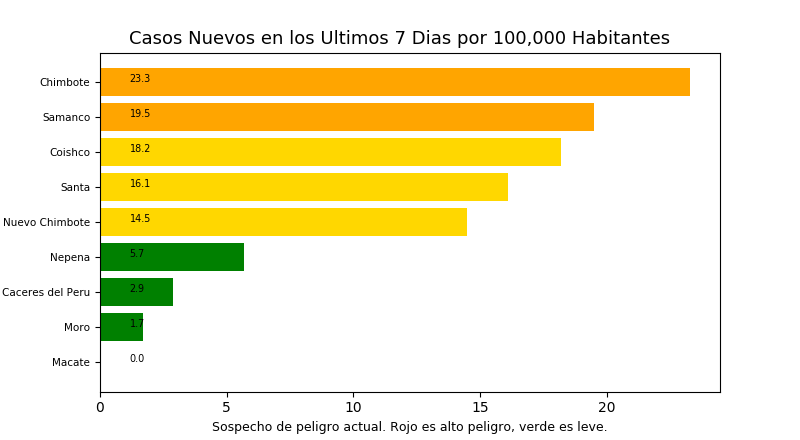 Casos Nuevos en los Ultimos 7 Dias por 100,000 Habitantes
Chimbote 23.3
Samanco 19.5
Coishco 18.2
Santa 16.1
Nuevo Chimbote 14.5
Nepena 5.7
Caceres del Peru 2.9
Moro 1.7
Macate 0.0
0 5 10 15 20
Sospecho de peligro actual. Rojo es alto peligro, verde es leve.